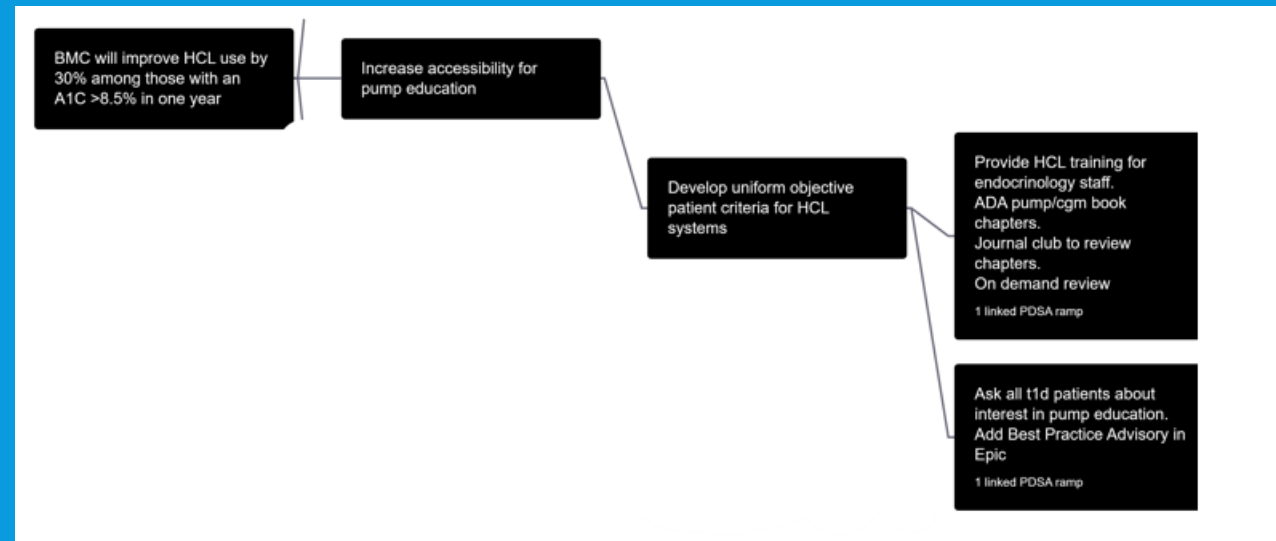 BMC will improve HCL use by
30% among those with an
A1C >8.5% in one year
Increase accessibility for
pump education
Develop uniform objective
patient criteria for HCL
systems
Provide HCL training for
endocrinology staff.
ADA pump/cgm book
chapters.
Journal club to review
chapters.
On demand review
1 linked PDSA ramp
Ask all t1d patients about
interest in pump education.
Add Best Practice Advisory in
Epic
1 linked PDSA ramp